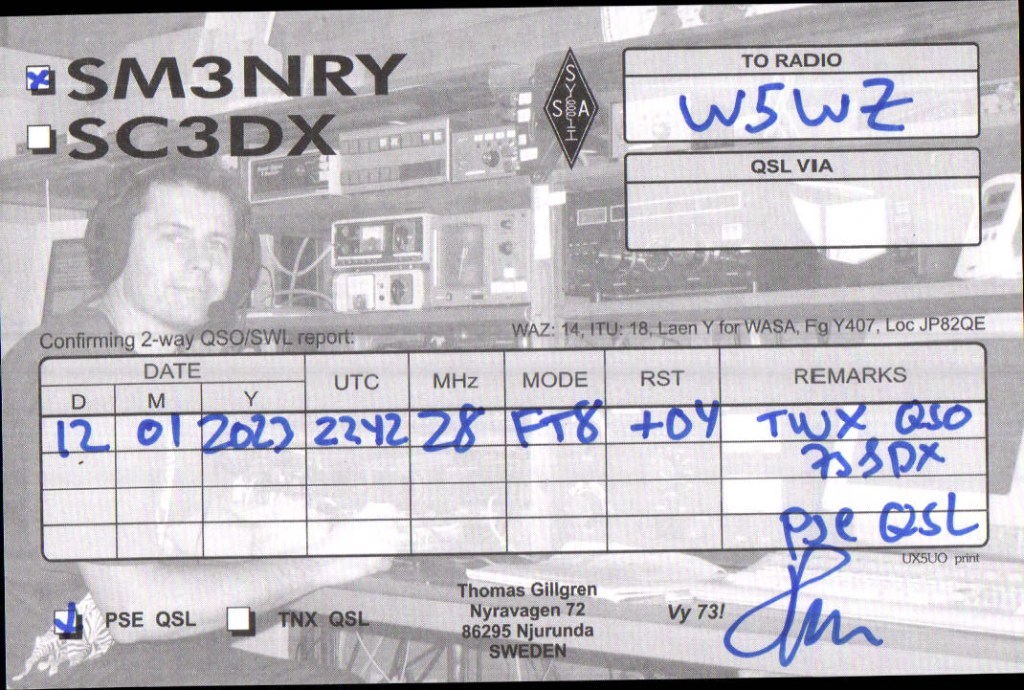 SM3NRY
SC3DX
SSA
TO RADIO
W5WZ
QSL VIA
Confirming 2-way QSO/SWL report:
WAZ: 14, ITU: 18, Laen Y for WASA, Fg Y407, Loc JP82QE
DATE UTC MHz MODE RST REMARKS
D M Y
12 01 2023 2242 28 FT8 +04 TNX QSO
73 s DX
Pse QSL
UX5UO print
PSE QSL TNX QSL
Thomas Gillgren
Nyravagen 72
86295 Njurunda
SWEDEN
Vy 73!